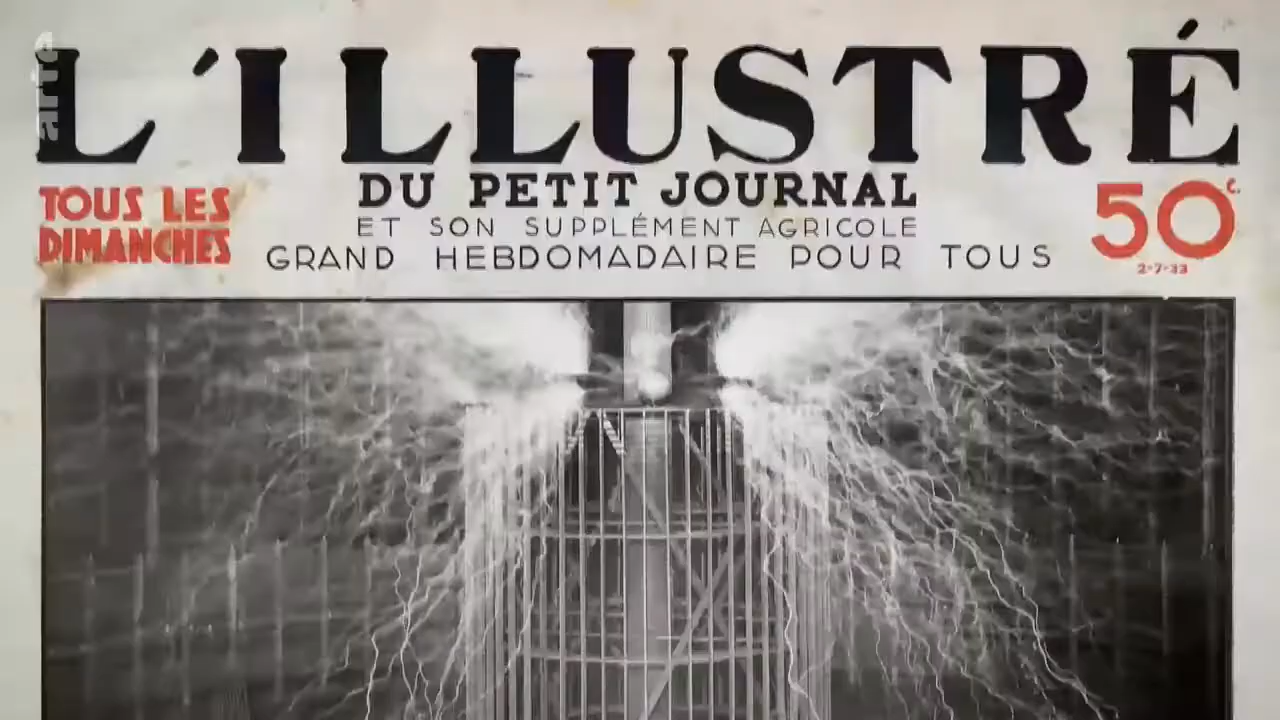 arte
L'ILLUSTRÉ
DU PETIT JOURNAL
ET SON SUPPLÉMENT AGRICOLE
GRAND HEBDOMADAIRE POUR TOUS
TOUS LES
DIMANCHES
50c.
2-7-33